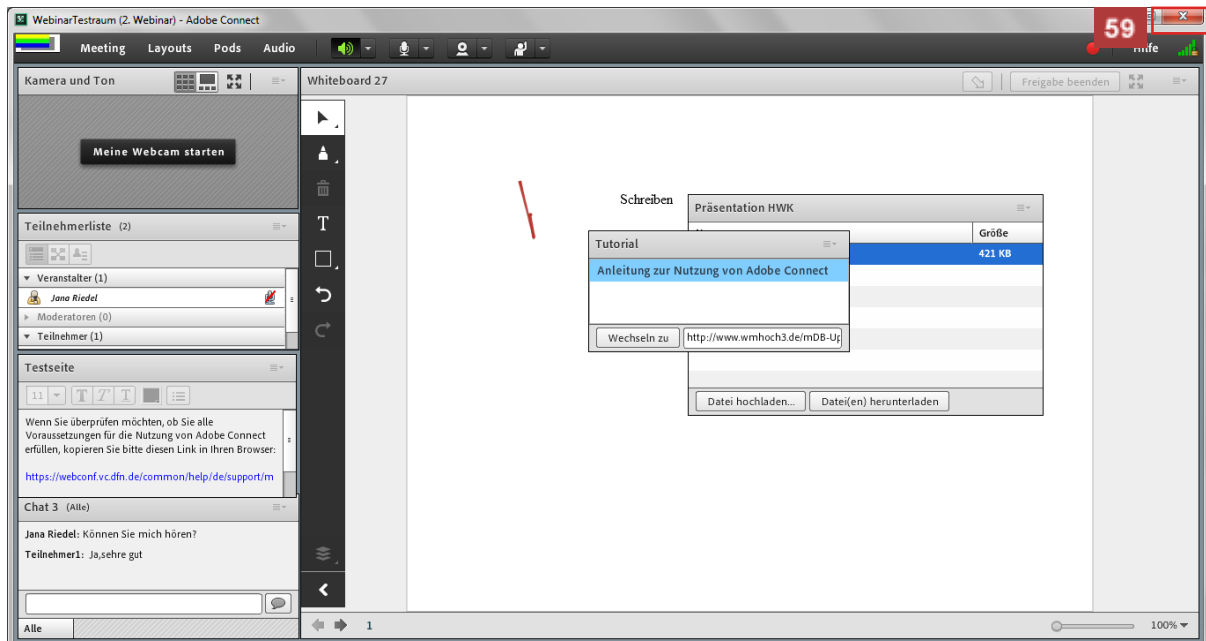 WebinarTestraum (2. Webinar) - Adobe Connect
59
Meeting Layouts Pods Audio
Hilfe
Kamera und Ton
Meine Webcam starten
Teilnehmerliste (2)
Veranstalter (1)
Jana Riedel
Moderatoren (0)
Teilnehmer (1)
Testseite
11 T T T
Wenn Sie überprüfen möchten, ob Sie alle
Voraussetzungen für die Nutzung von Adobe Connect
erfüllen, kopieren Sie bitte diesen Link in Ihren Browser:
https://webconf.vc.dfn.de/common/help/de/support/m
Chat 3 (Alle)
Jana Riedel: Können Sie mich hören?
Teilnehmer1: Ja,sehre gut
Alle
Whiteboard 27
Freigabe beenden
T
Schreiben
Präsentation HWK
Größe
421 KB
Tutorial
Anleitung zur Nutzung von Adobe Connect
Wechseln zu http://www.wmhoch3.de/mDB-Up
Datei hochladen... Datei(en) herunterladen
1
100%